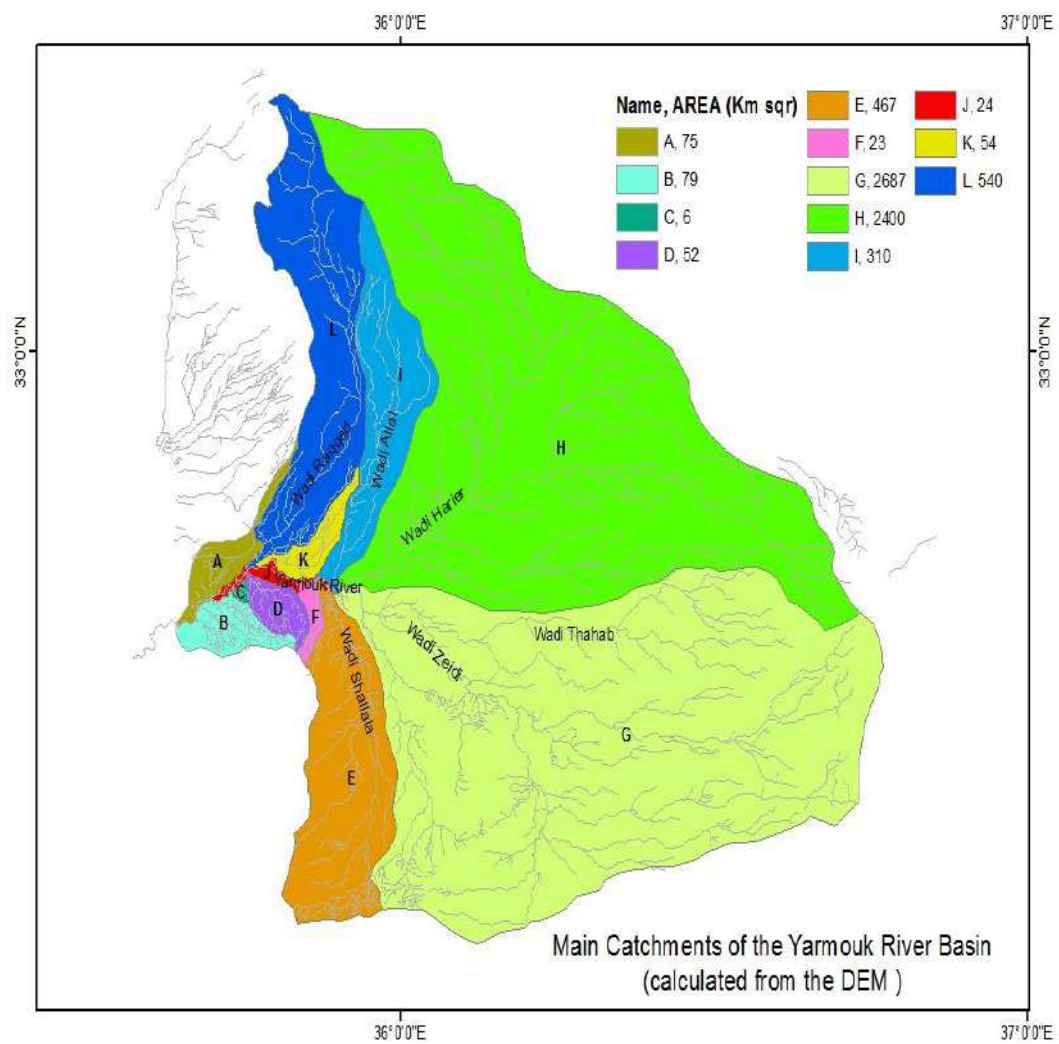 36°0'0"E
37°0'0"E
Name, AREA (Km sqr)
A, 75
B, 79
C, 6
D, 52
E, 467
F, 23
G, 2687
H, 2400
I, 310
J, 24
K, 54
L, 540
33°0'0"N
33°0'0"N
L
I
H
Wadi Allal
Wadi Harier
A
K
J
Yarmouk River
C
D
F
B
Wadi Thahab
Wadi Zeidi
Wadi Shallala
G
E
Main Catchments of the Yarmouk River Basin
(calculated from the DEM )
36°0'0"E
37°0'0"E